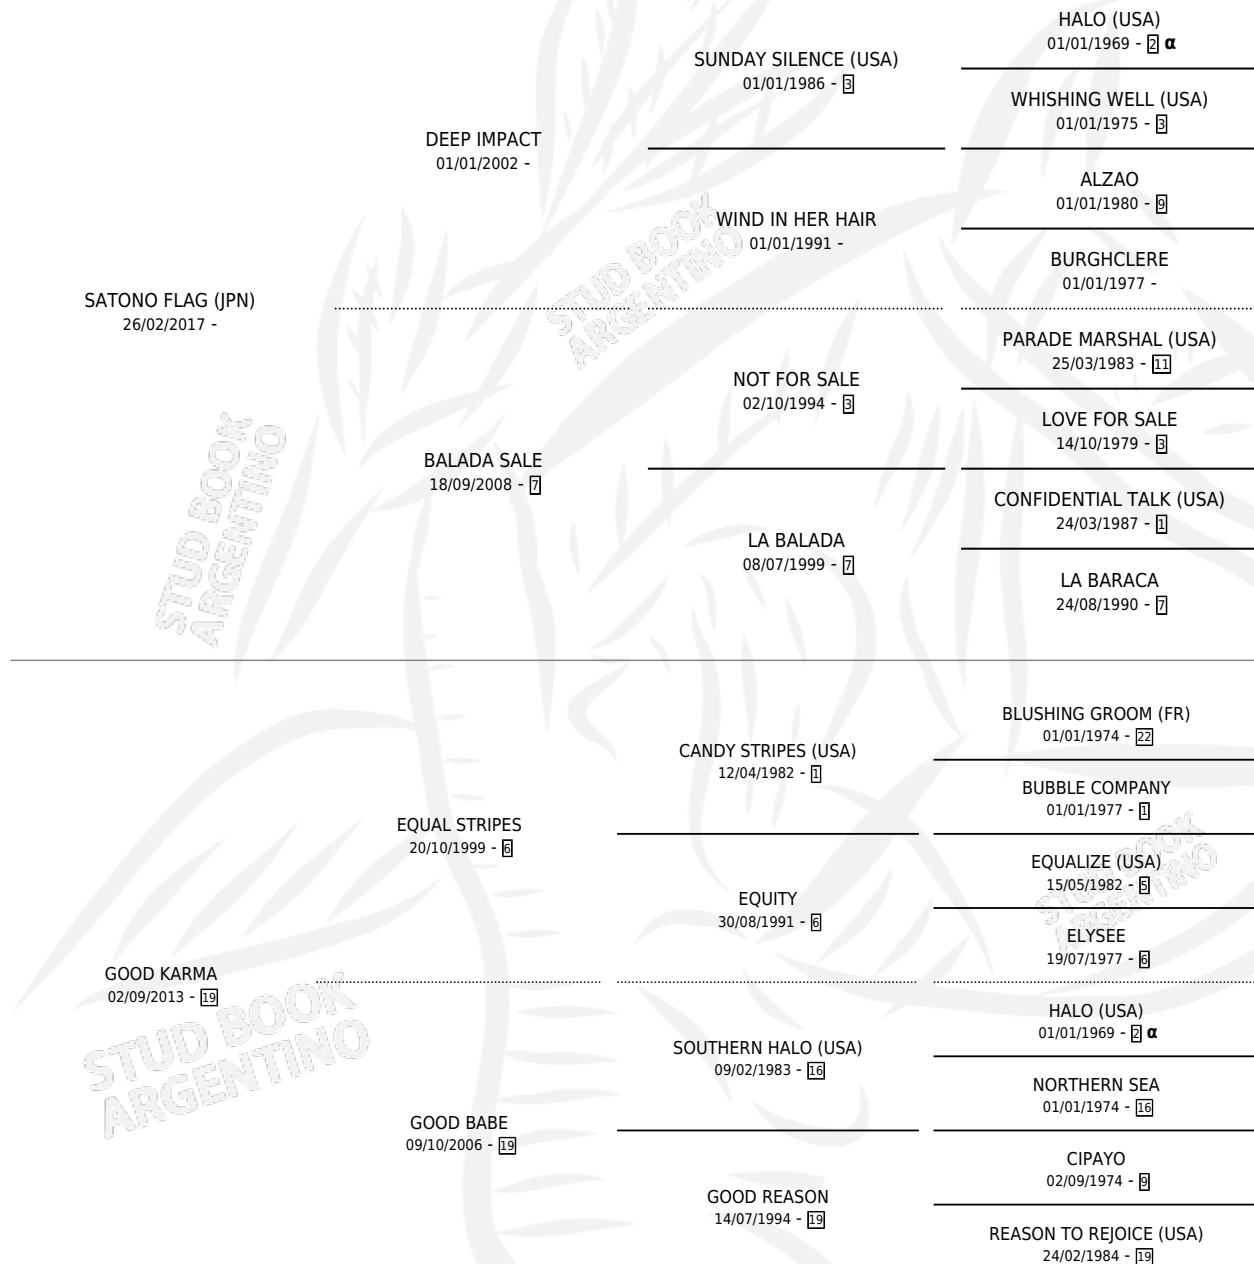 HALO (USA)
01/01/1969 - 2 α
SUNDAY SILENCE (USA)
01/01/1986 - 3
WHISHING WELL (USA)
01/01/1975 - 3
DEEP IMPACT
01/01/2002 -
ALZAO
01/01/1980 - 9
WIND IN HER HAIR
01/01/1991 -
BURGHCLERE
01/01/1977 -
SATONO FLAG (JPN)
26/02/2017 -
PARADE MARSHAL (USA)
25/03/1983 - 11
NOT FOR SALE
02/10/1994 - 3
LOVE FOR SALE
14/10/1979 - 3
BALADA SALE
18/09/2008 - 7
CONFIDENTIAL TALK (USA)
24/03/1987 - 1
LA BALADA
08/07/1999 - 7
LA BARACA
24/08/1990 - 7
BLUSHING GROOM (FR)
01/01/1974 - 22
CANDY STRIPES (USA)
12/04/1982 - 1
BUBBLE COMPANY
01/01/1977 - 1
EQUAL STRIPES
20/10/1999 - 6
EQUALIZE (USA)
15/05/1982 - 5
EQUITY
30/08/1991 - 6
ELYSEE
19/07/1977 - 6
GOOD KARMA
02/09/2013 - 19
HALO (USA)
01/01/1969 - 2 α
SOUTHERN HALO (USA)
09/02/1983 - 16
NORTHERN SEA
01/01/1974 - 16
GOOD BABE
09/10/2006 - 19
CIPAYO
02/09/1974 - 9
GOOD REASON
14/07/1994 - 19
REASON TO REJOICE (USA)
24/02/1984 - 19
STUD BOOK
ARGENTINO
STUD BOOK
ARGENTINO
STUD BOOK
ARGENTINO
STUD BOOK
ARGENTINO